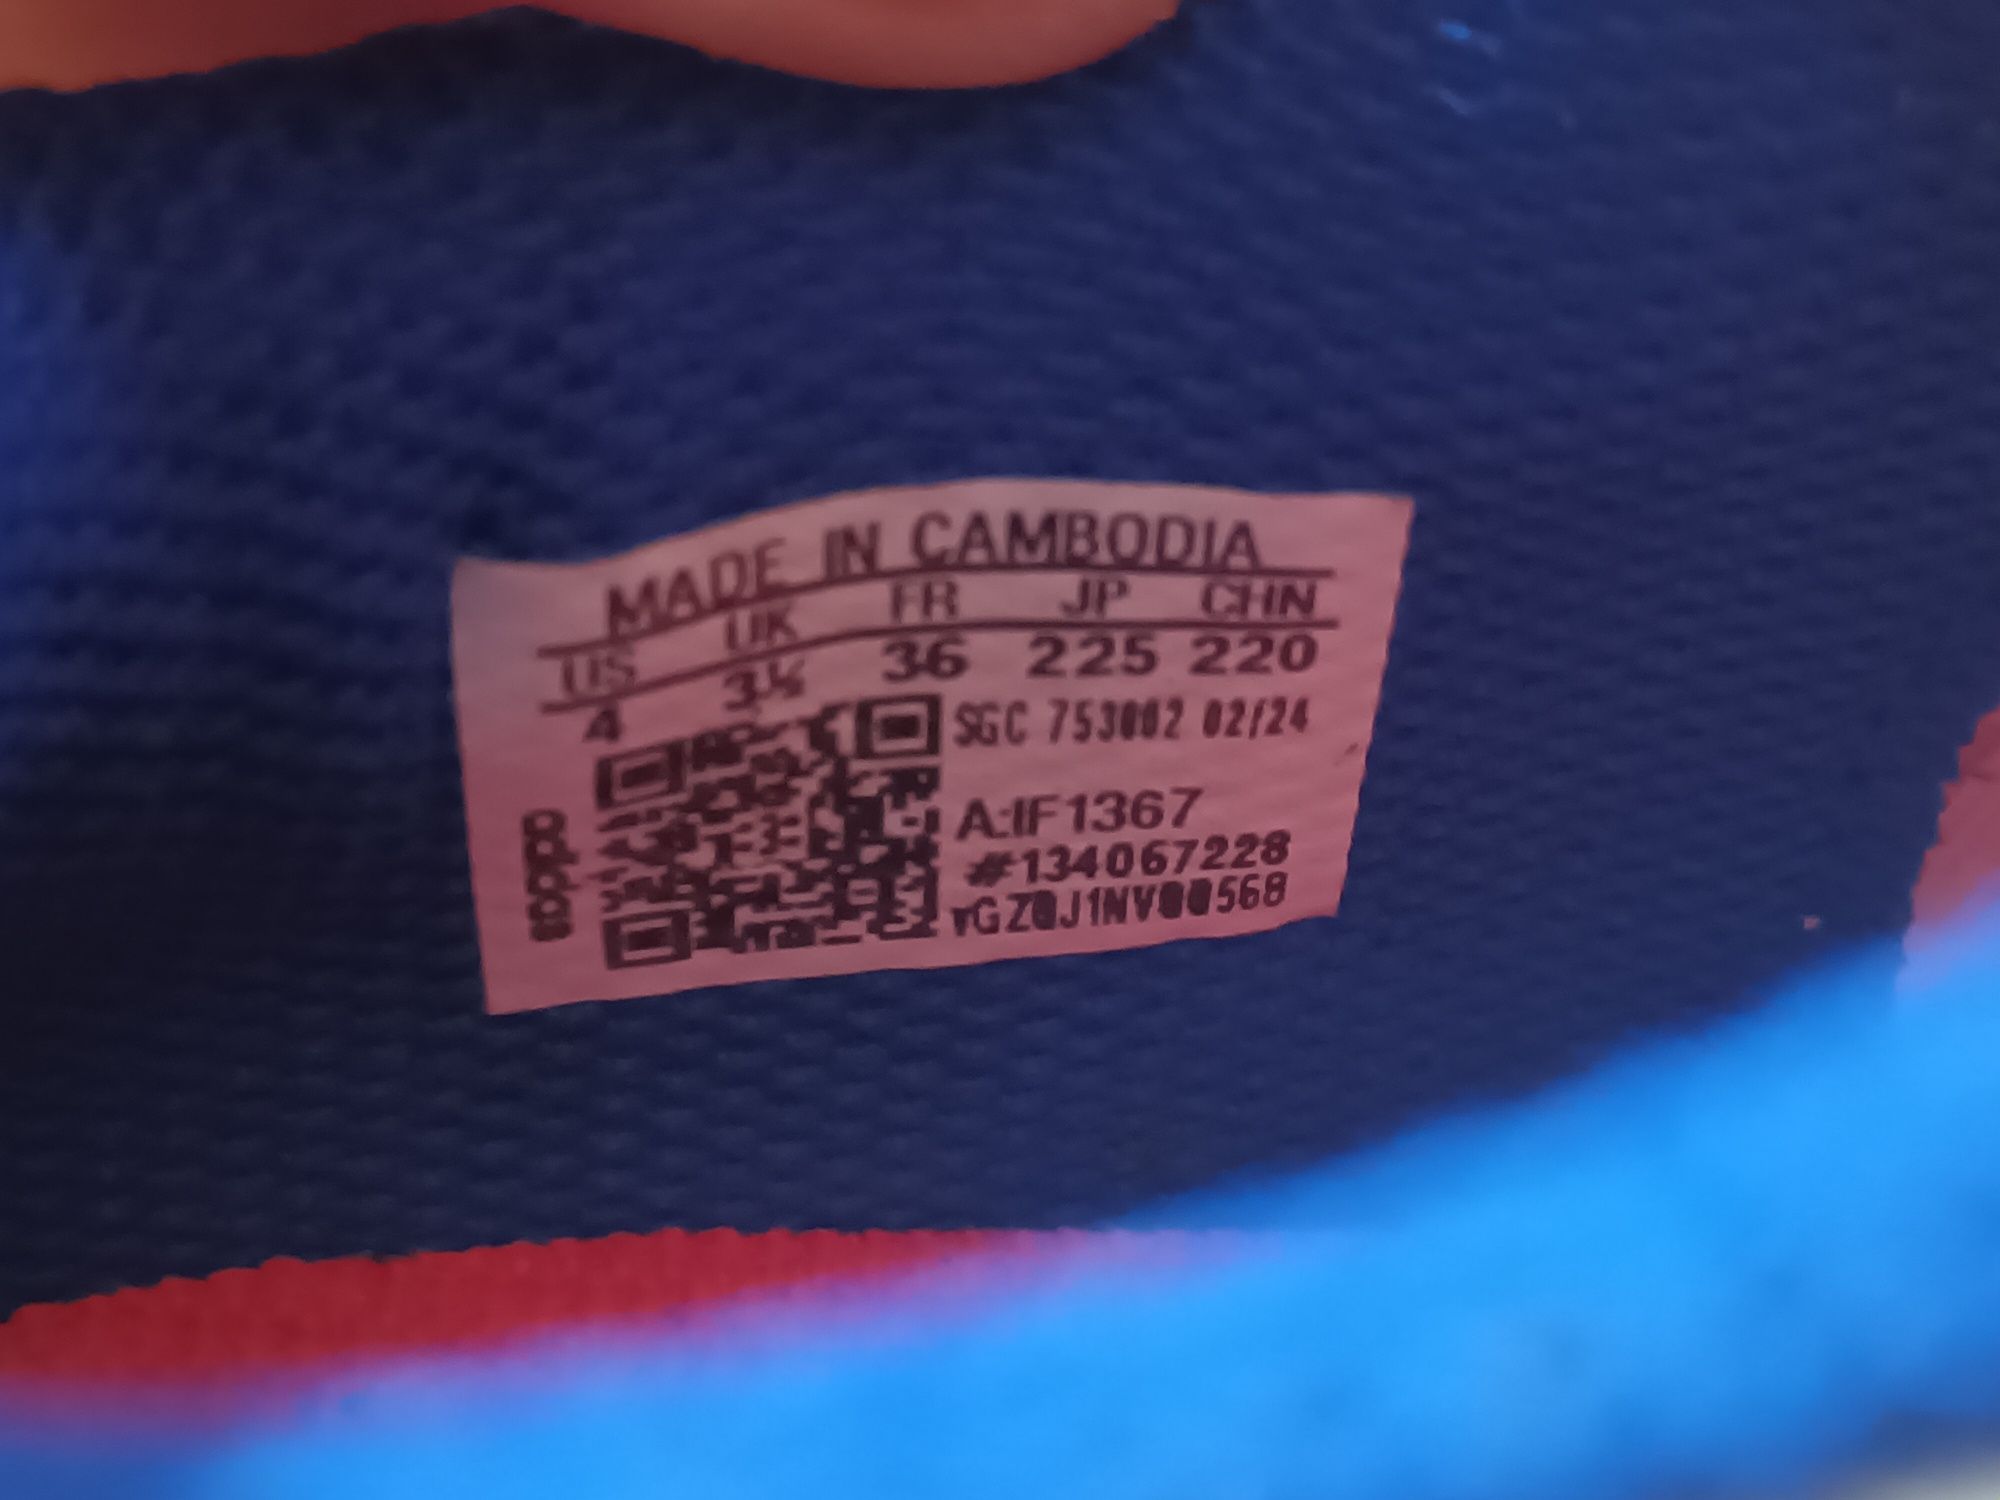 MADE IN CAMBODIA
US UK FR JP CHN
4 3½ 36 225 220
SGC 753002 02/24
A:IF1367
#134067228
adidas